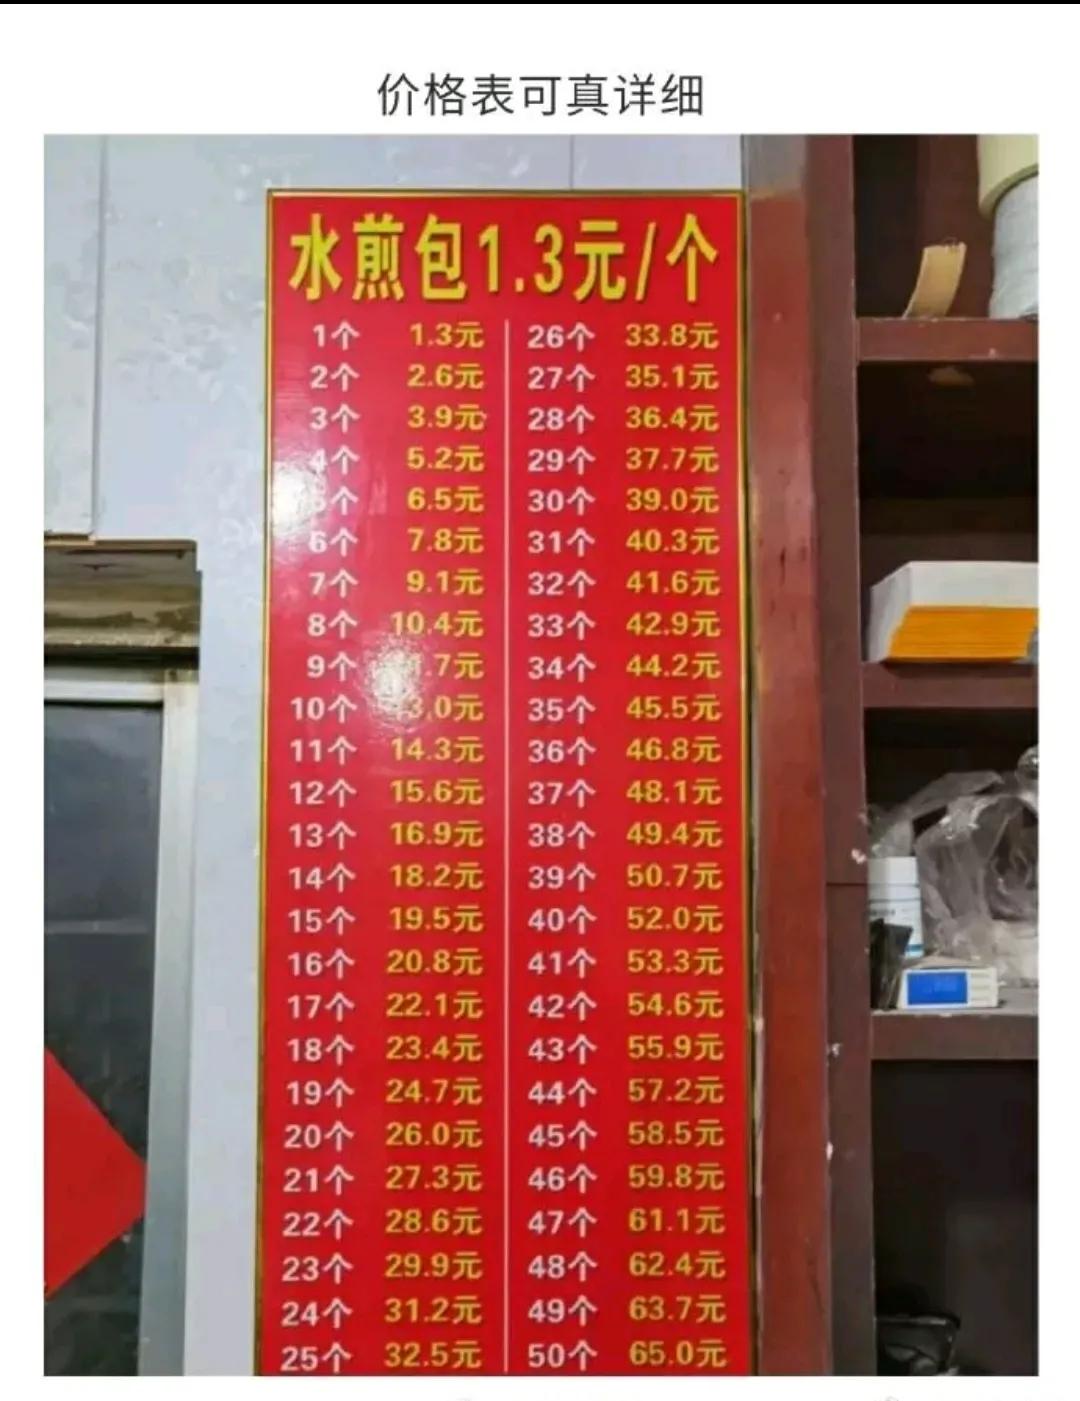 价格表可真详细
水煎包1.3元/个
1个 1.3元 26个 33.8元
2个 2.6元 27个 35.1元
3个 3.9元 28个 36.4元
4个 5.2元 29个 37.7元
个 6.5元 30个 39.0元
6个 7.8元 31个 40.3元
7个 9.1元 32个 41.6元
8个 10.4元 33个 42.9元
9个 .7元 34个 44.2元
10个 3.0元 35个 45.5元
11个 14.3元 36个 46.8元
12个 15.6元 37个 48.1元
13个 16.9元 38个 49.4元
14个 18.2元 39个 50.7元
15个 19.5元 40个 52.0元
16个 20.8元 41个 53.3元
17个 22.1元 42个 54.6元
18个 23.4元 43个 55.9元
19个 24.7元 44个 57.2元
20个 26.0元 45个 58.5元
21个 27.3元 46个 59.8元
22个 28.6元 47个 61.1元
23个 29.9元 48个 62.4元
24个 31.2元 49个 63.7元
25个 32.5元 50个 65.0元